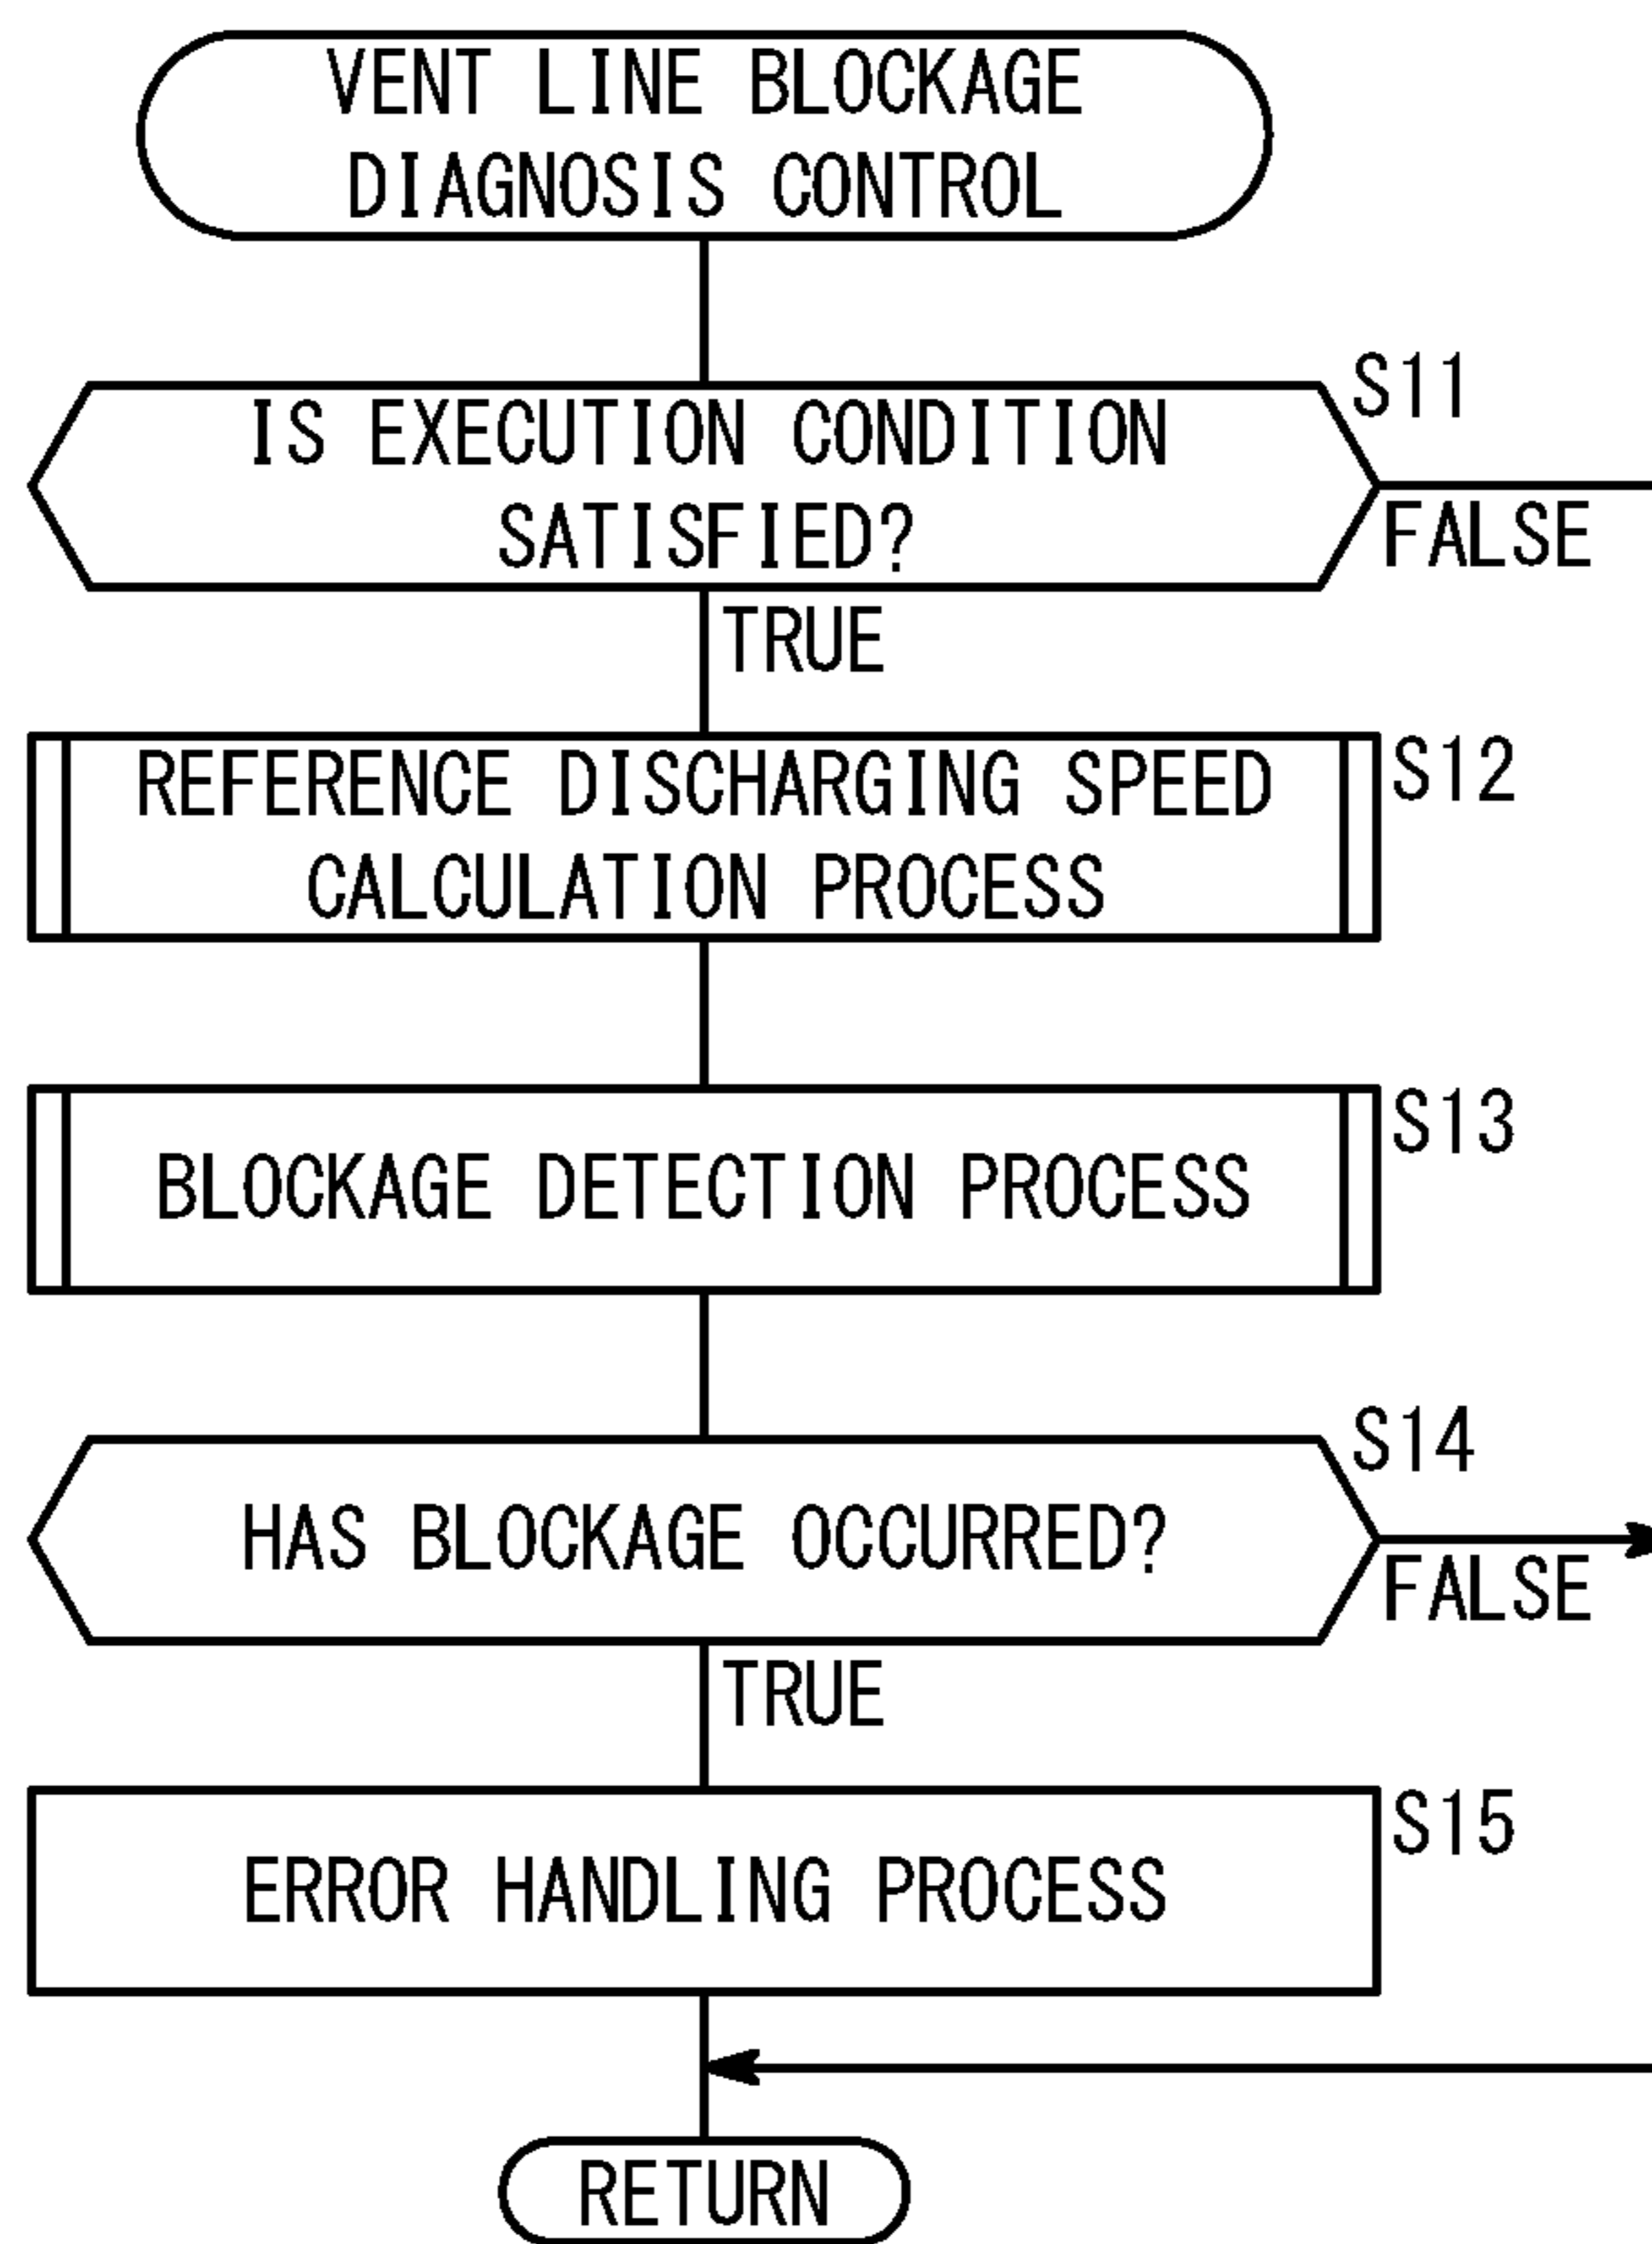 VENT LINE BLOCKAGE
DIAGNOSIS CONTROL
S11
IS EXECUTION CONDITION
SATISFIED?
FALSE
TRUE
S12
REFERENCE DISCHARGING SPEED
CALCULATION PROCESS
S13
BLOCKAGE DETECTION PROCESS
S14
HAS BLOCKAGE OCCURRED?
FALSE
TRUE
S15
ERROR HANDLING PROCESS
RETURN